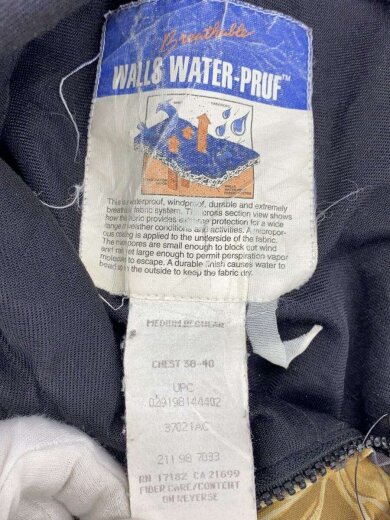 Breathable
WALLS WATER-PRUF™
This is a waterproof, windproof, durable and extremely
breathable fabric system. This cross section view shows
how the fabric provides extreme protection for a wide
range of weather conditions and activities. A micropor-
ous coating is applied to the underside of the fabric.
The micropores are small enough to block out wind
and rain yet large enough to permit perspiration vapor
molecules to escape. A durable finish causes water to
bead up on the outside to keep the fabric dry.
MEDIUM REGULAR
CHEST 38-40
UPC
029198144402
37021AC
211 98 7033
RN 17182 CA 21699
FIBER CARE/CONTENT
ON REVERSE